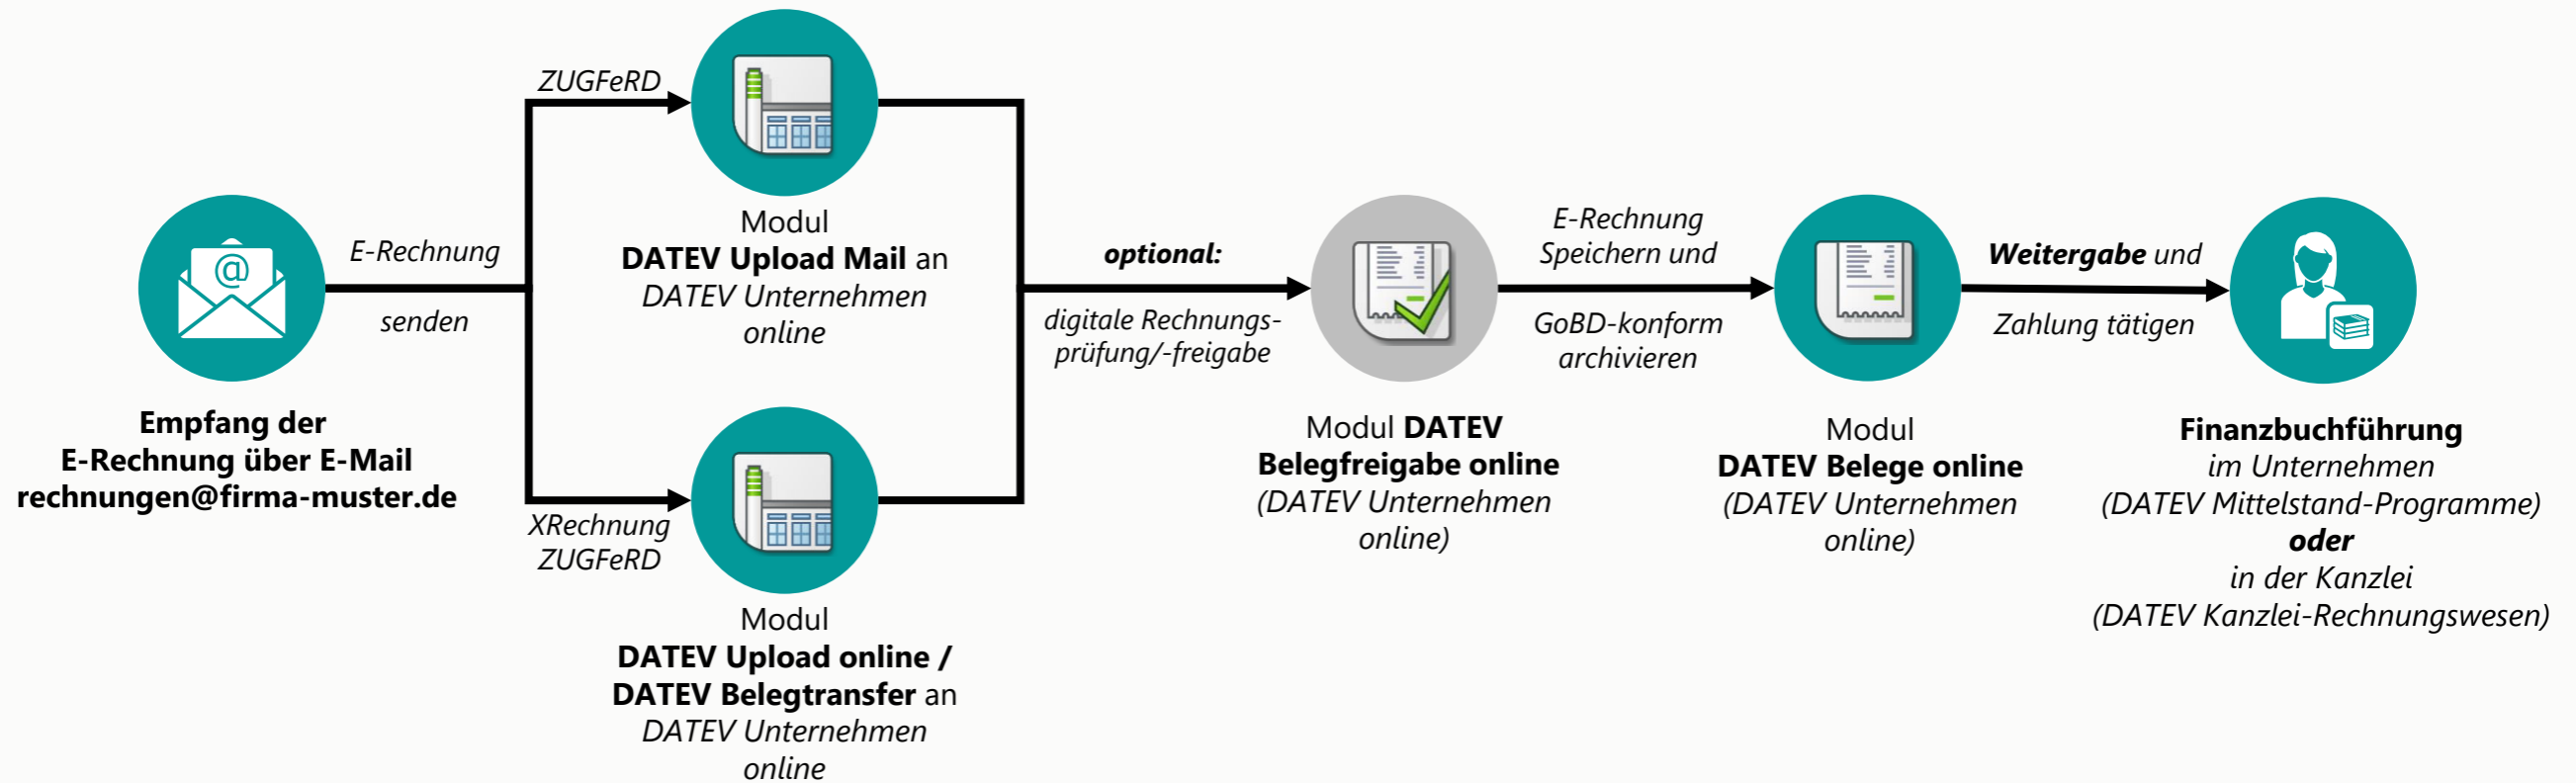 Empfang der
E-Rechnung über E-Mail
rechnungen@firma-muster.de
E-Rechnung
senden
ZUGFeRD
Modul
DATEV Upload Mail an
DATEV Unternehmen
online
XRechnung
ZUGFeRD
Modul
DATEV Upload online /
DATEV Belegtransfer an
DATEV Unternehmen
online
optional:
digitale Rechnungs-
prüfung/-freigabe
Modul DATEV
Belegfreigabe online
(DATEV Unternehmen
online)
E-Rechnung
Speichern und
GoBD-konform
archivieren
Modul
DATEV Belege online
(DATEV Unternehmen
online)
Weitergabe und
Zahlung tätigen
Finanzbuchführung
im Unternehmen
(DATEV Mittelstand-Programme)
oder
in der Kanzlei
(DATEV Kanzlei-Rechnungswesen)